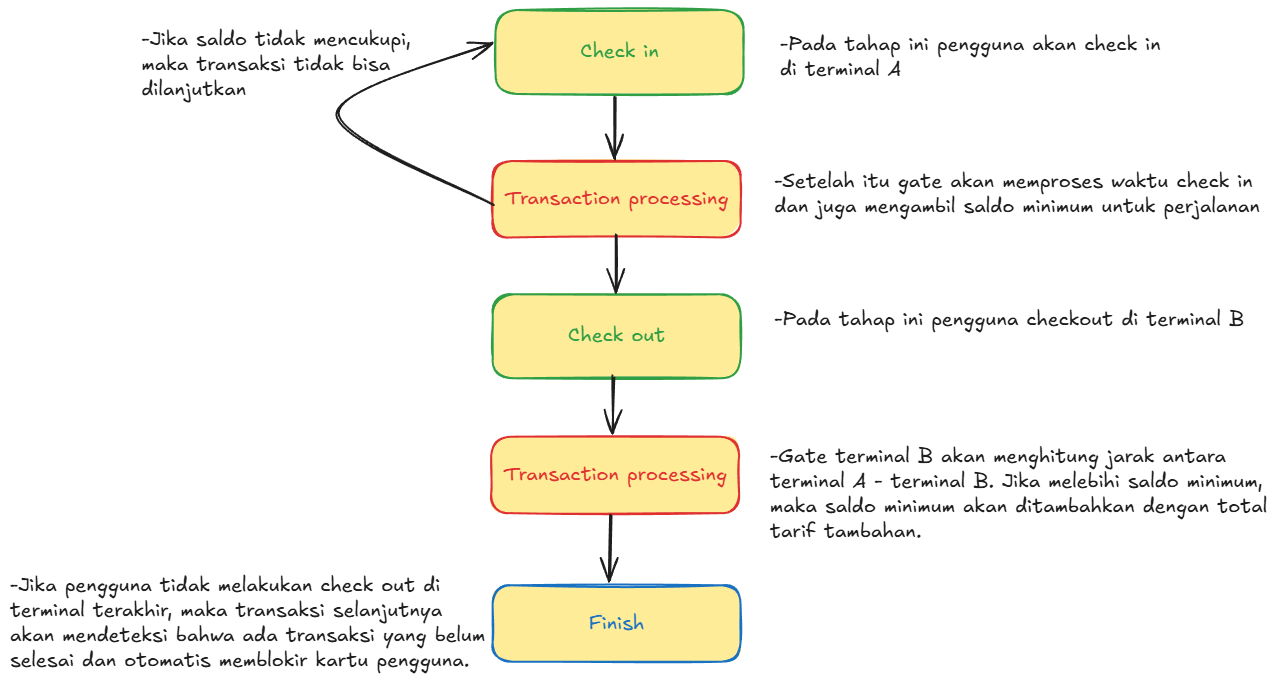 -Jika saldo tidak mencukupi,
maka transaksi tidak bisa
dilanjutkan
Check in
-Pada tahap ini pengguna akan check in
di terminal A
Transaction processing
-Setelah itu gate akan memproses waktu check in
dan juga mengambil saldo minimum untuk perjalanan
Check out
-Pada tahap ini pengguna checkout di terminal B
Transaction processing
-Gate terminal B akan menghitung jarak antara
terminal A - terminal B. Jika melebihi saldo minimum,
maka saldo minimum akan ditambahkan dengan total
tarif tambahan.
-Jika pengguna tidak melakukan check out di
terminal terakhir, maka transaksi selanjutnya
akan mendeteksi bahwa ada transaksi yang belum
selesai dan otomatis memblokir kartu pengguna.
Finish